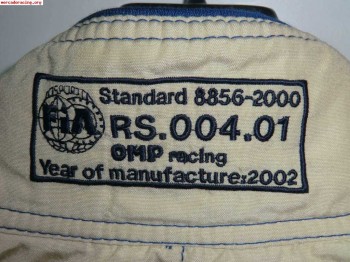 mercadoracing.org
Standard 8856-2000
FiA RS.004.01
OMP racing
Year of manufacture:2002